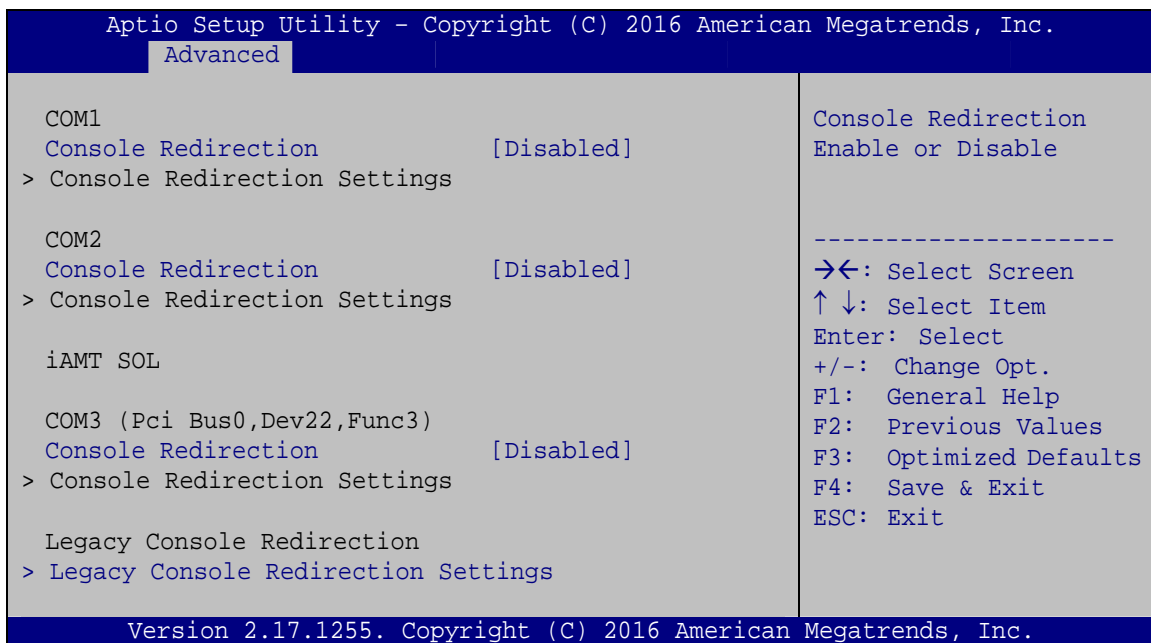 Aptio Setup Utility – Copyright (C) 2016 American Megatrends, Inc.
Advanced
COM1
Console Redirection [Disabled]
> Console Redirection Settings
COM2
Console Redirection [Disabled]
> Console Redirection Settings
iAMT SOL
COM3 (Pci Bus0,Dev22,Func3)
Console Redirection [Disabled]
> Console Redirection Settings
Legacy Console Redirection
> Legacy Console Redirection Settings
Console Redirection
Enable or Disable
---------------------
→←: Select Screen
↑ ↓: Select Item
Enter: Select
+/-: Change Opt.
F1: General Help
F2: Previous Values
F3: Optimized Defaults
F4: Save & Exit
ESC: Exit
Version 2.17.1255. Copyright (C) 2016 American Megatrends, Inc.